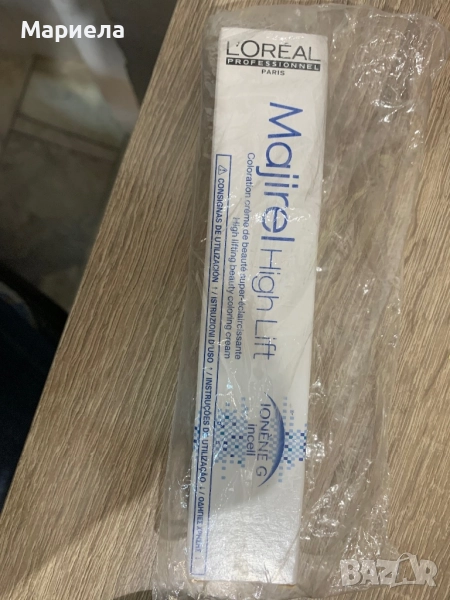 Мариела
L'ORÉAL
PROFESSIONNEL
PARIS
Majirel High Lift
Coloration crème de beauté super-éclaircissante
High lifting beauty coloring cream
IONÈNE G
incell
⚠ CONSIGNAS DE UTILIZACIÓN / ISTRUZIONI D'USO / INSTRUÇÕES DE UTILIZAÇÃO /
BAZAR